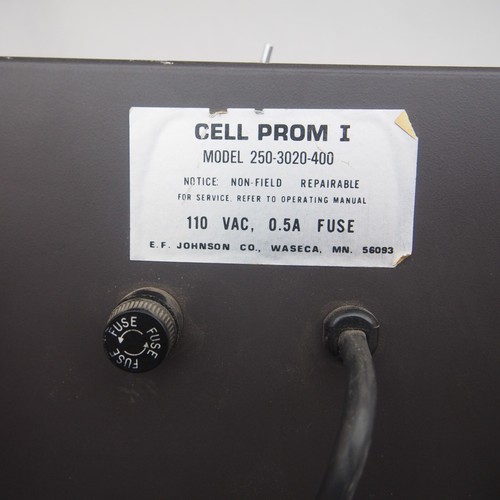 CELL PROM I
MODEL 250-3020-400
NOTICE: NON-FIELD REPAIRABLE
FOR SERVICE, REFER TO OPERATING MANUAL
110 VAC, 0.5A FUSE
E.F. JOHNSON CO., WASECA, MN. 56093
FUSE
FUSE
FUSE